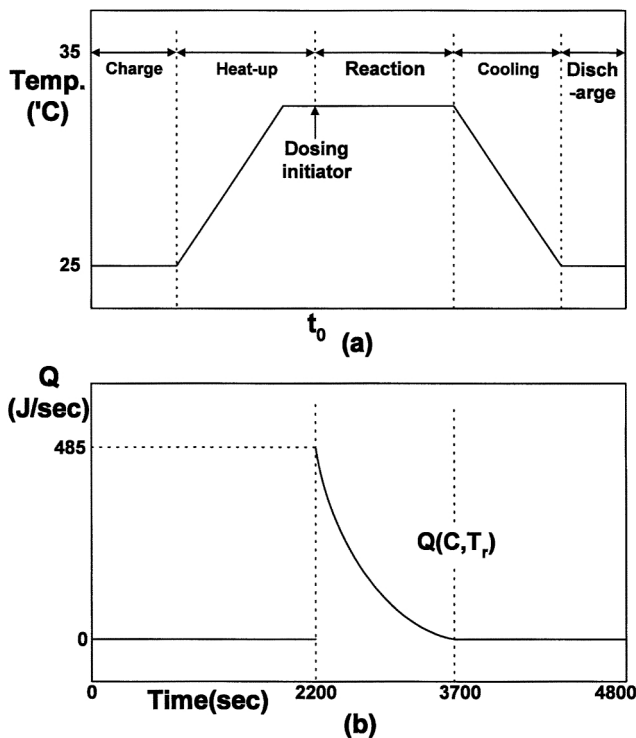 35
Temp.
('C)
25
Charge
Heat-up
Reaction
Cooling
Disch
-arge
Dosing
initiator
t0
(a)
Q
(J/sec)
485
0
Q(C,Tr)
0
Time(sec)
2200
3700
4800
(b)